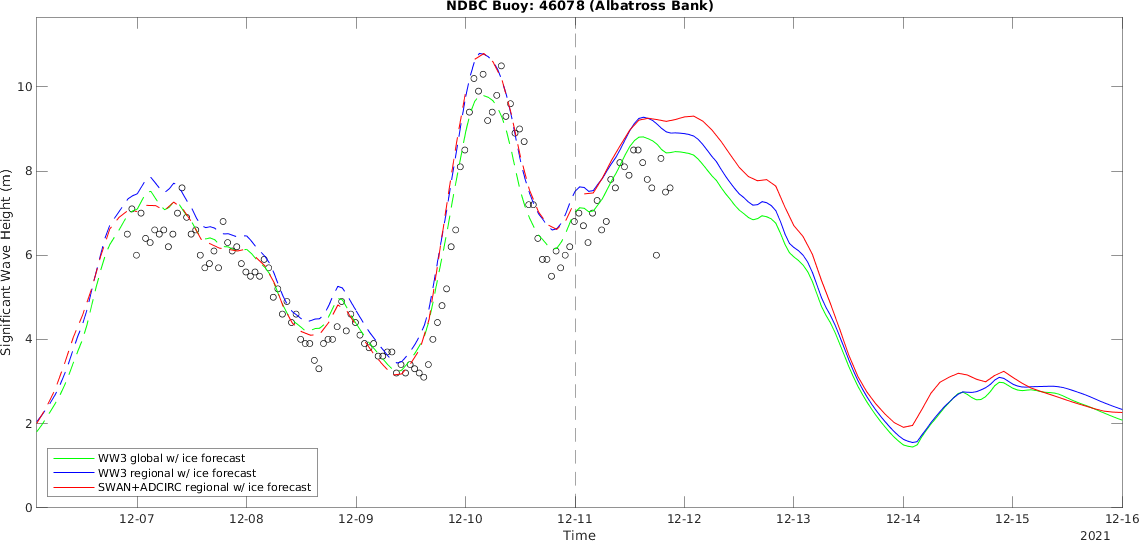 NDBC Buoy: 46078 (Albatross Bank)
Significant Wave Height (m)
10
8
6
4
2
0
WW3 global w/ ice forecast
WW3 regional w/ ice forecast
SWAN+ADCIRC regional w/ ice forecast
12-07 12-08 12-09 12-10 12-11 12-12 12-13 12-14 12-15 12-16
Time
2021